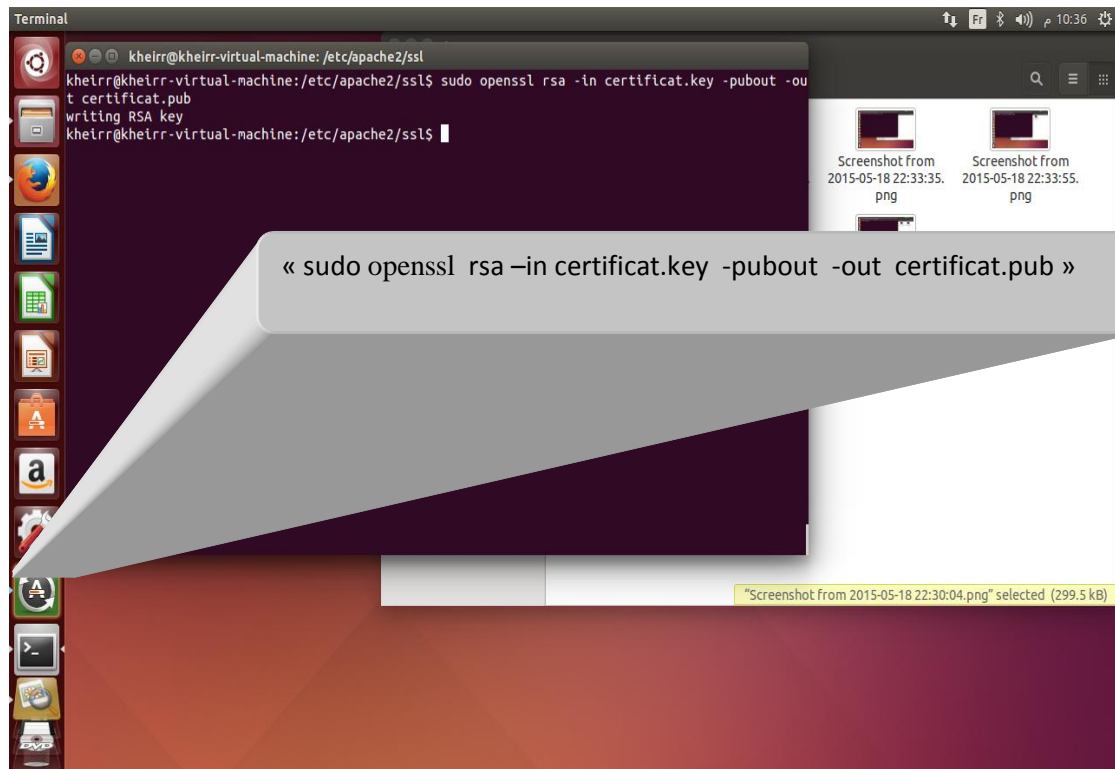 Terminal
Fr
م 10:36
kheirr@kheirr-virtual-machine: /etc/apache2/ssl
kheirr@kheirr-virtual-machine:/etc/apache2/ssl$ sudo openssl rsa -in certificat.key -pubout -ou
t certificat.pub
writing RSA key
kheirr@kheirr-virtual-machine:/etc/apache2/ssl$
Screenshot from
2015-05-18 22:33:35.
png
Screenshot from
2015-05-18 22:33:55.
png
« sudo openssl rsa –in certificat.key -pubout -out certificat.pub »
a
>_
DVD
"Screenshot from 2015-05-18 22:30:04.png" selected (299.5 kB)